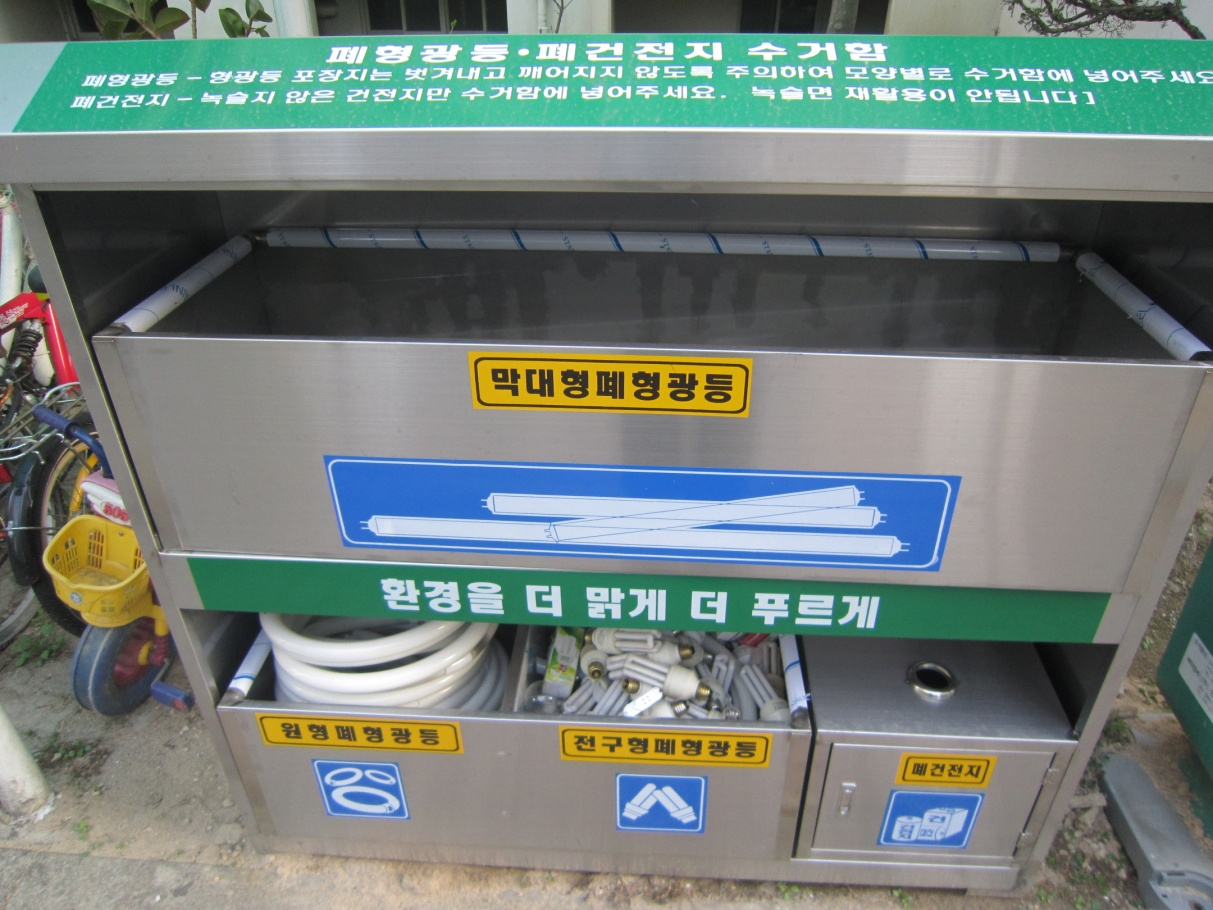 폐형광등·폐건전지 수거함
폐형광등 - 형광등 포장지는 벗겨내고 깨어지지 않도록 주의하여 모양별로 수거함에 넣어주세요
폐건전지 - 녹슬지 않은 건전지만 수거함에 넣어주세요. 녹슬면 재활용이 안됩니다]
막대형폐형광등
환경을 더 맑게 더 푸르게
원형폐형광등
전구형폐형광등
폐건전지